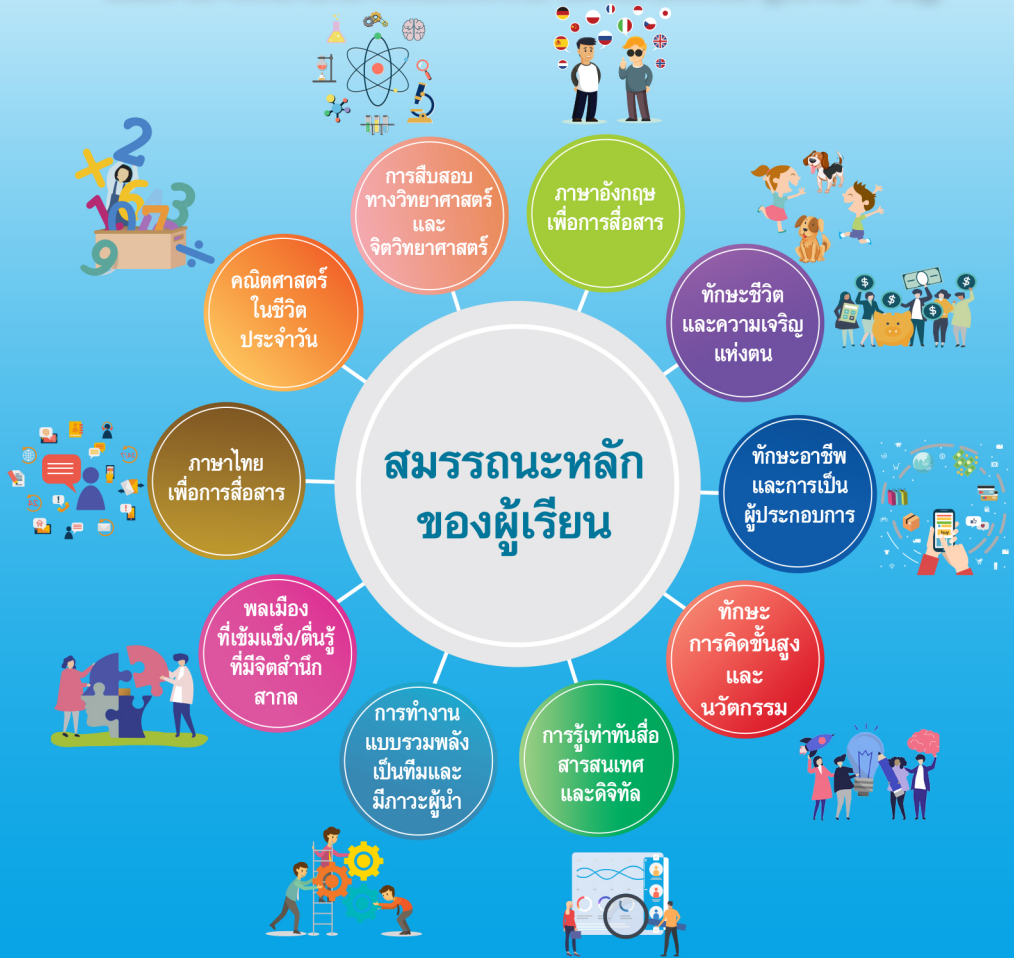 สมรรถนะหลัก
ของผู้เรียน
ภาษาไทย
เพื่อการสื่อสาร
คณิตศาสตร์
ในชีวิต
ประจำวัน
การสืบสอบ
ทางวิทยาศาสตร์
และ
จิตวิทยาศาสตร์
ภาษาอังกฤษ
เพื่อการสื่อสาร
ทักษะชีวิต
และความเจริญ
แห่งตน
ทักษะอาชีพ
และการเป็น
ผู้ประกอบการ
ทักษะ
การคิดขั้นสูง
และ
นวัตกรรม
การรู้เท่าทันสื่อ
สารสนเทศ
และดิจิทัล
การทำงาน
แบบรวมพลัง
เป็นทีมและ
มีภาวะผู้นำ
พลเมือง
ที่เข้มแข็ง/ตื่นรู้
ที่มีจิตสำนึก
สากล